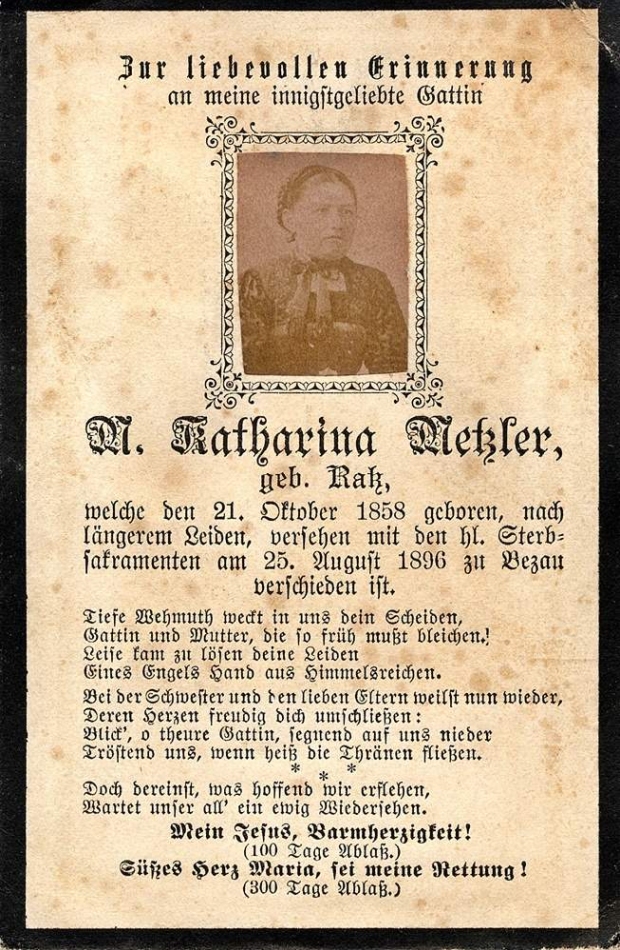 Zur liebevollen Erinnerung
an meine innigstgeliebte Gattin
M. Katharina Metzler,
geb. Ratz,
welche den 21. Oktober 1858 geboren, nach
längerem Leiden, versehen mit den hl. Sterb-
sakramenten am 25. August 1896 zu Bezau
verschieden ist.
Tiefe Wehmuth weckt in uns dein Scheiden,
Gattin und Mutter, die so früh mußt bleichen!
Leise kam zu lösen deine Leiden
Eines Engels Hand aus Himmelsreichen.
Bei der Schwester und den lieben Eltern weilst nun wieder,
Deren Herzen freudig dich umschließen:
Blick', o theure Gattin, segnend auf uns nieder
Tröstend uns, wenn heiß die Thränen fließen.
* * *
Doch dereinst, was hoffend wir erflehen,
Wartet unser all' ein ewig Wiedersehen.
Mein Jesus, Barmherzigkeit!
(100 Tage Ablaß.)
Süßes Herz Maria, sei meine Rettung!
(300 Tage Ablaß.)